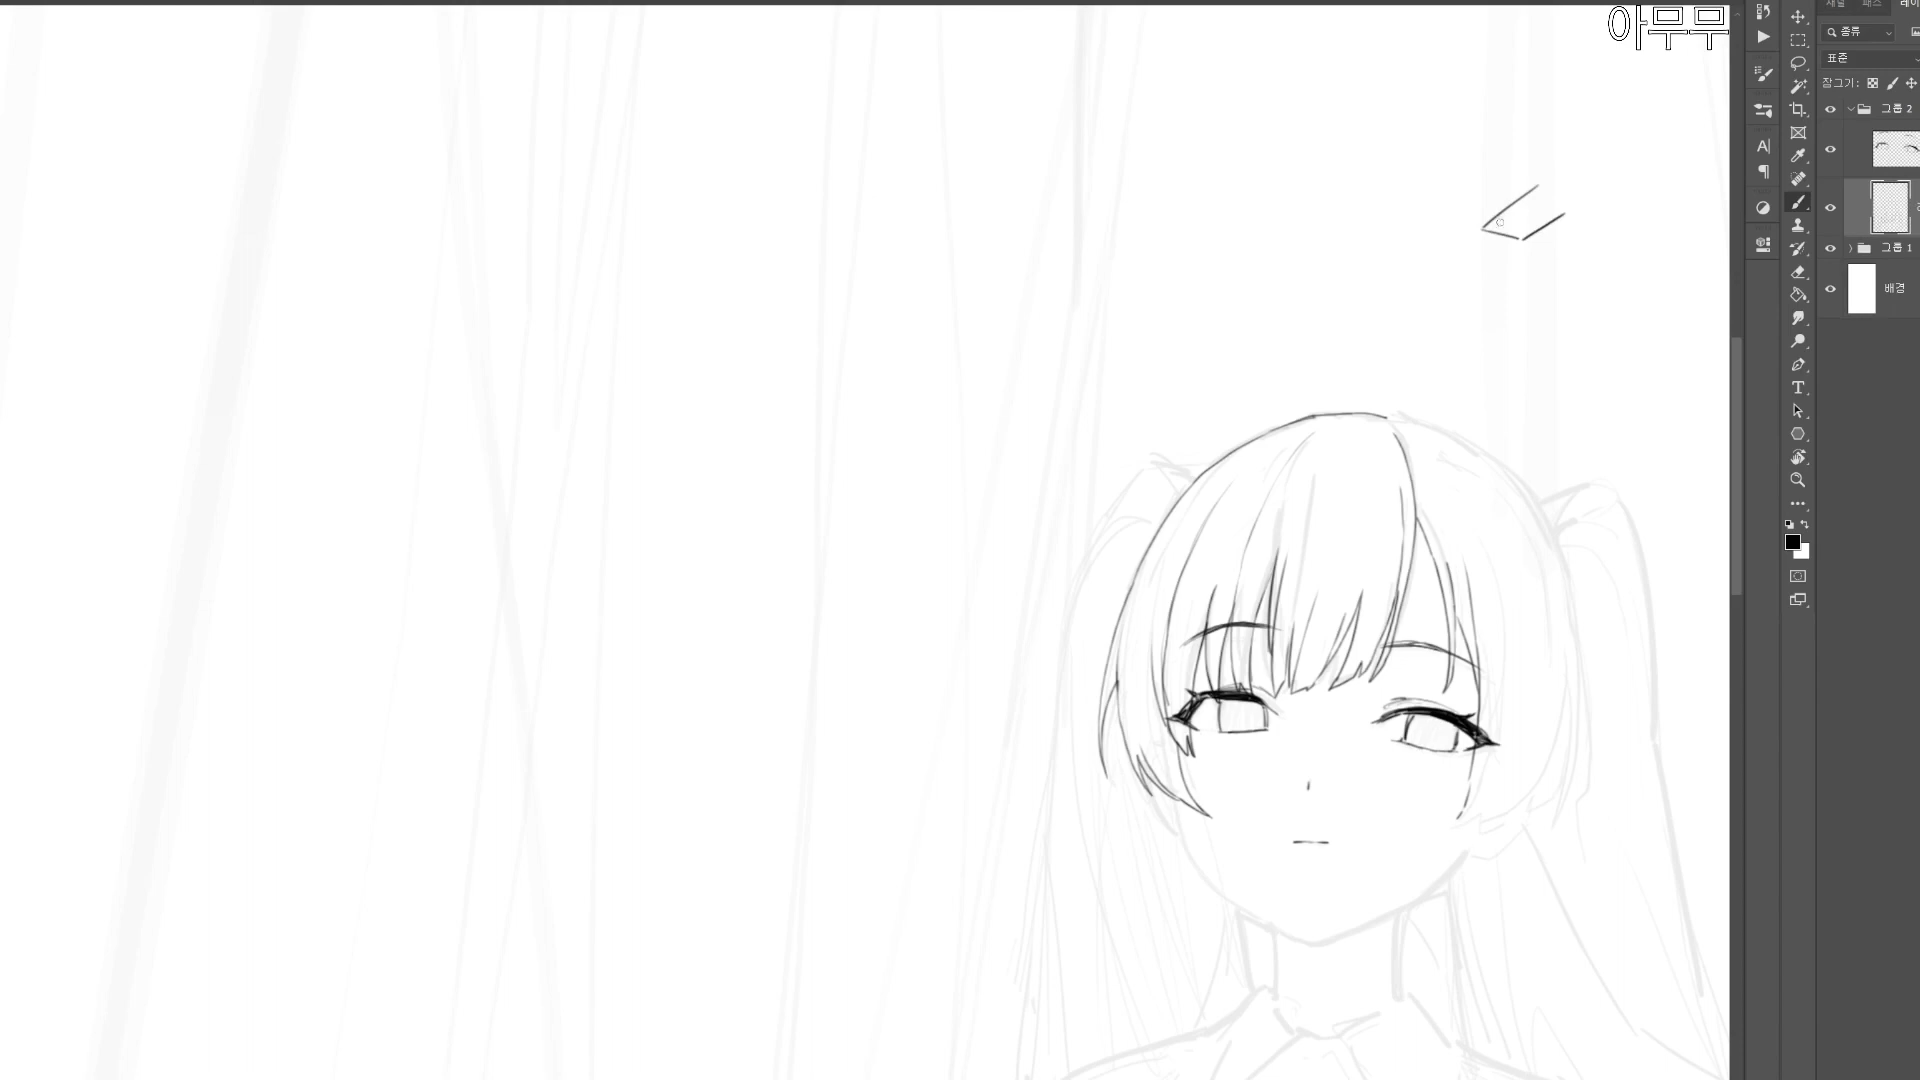 아무무
채널 패스 레이
종류
표준
잠그기:
그룹 2
그룹 1
배경